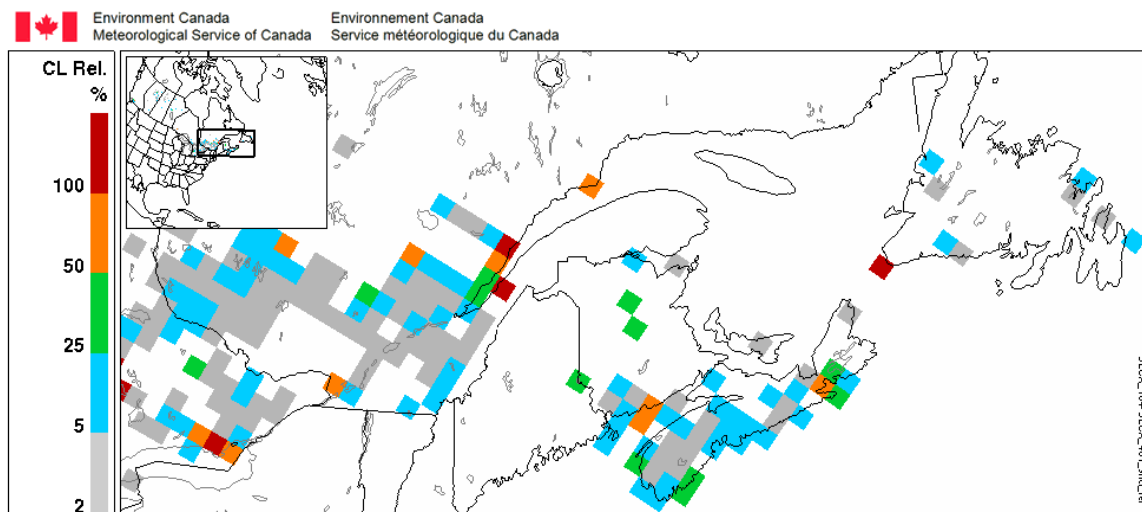 Environment Canada
Meteorological Service of Canada
Environnement Canada
Service météorologique du Canada
CL Rel.
%
100
50
25
5
2